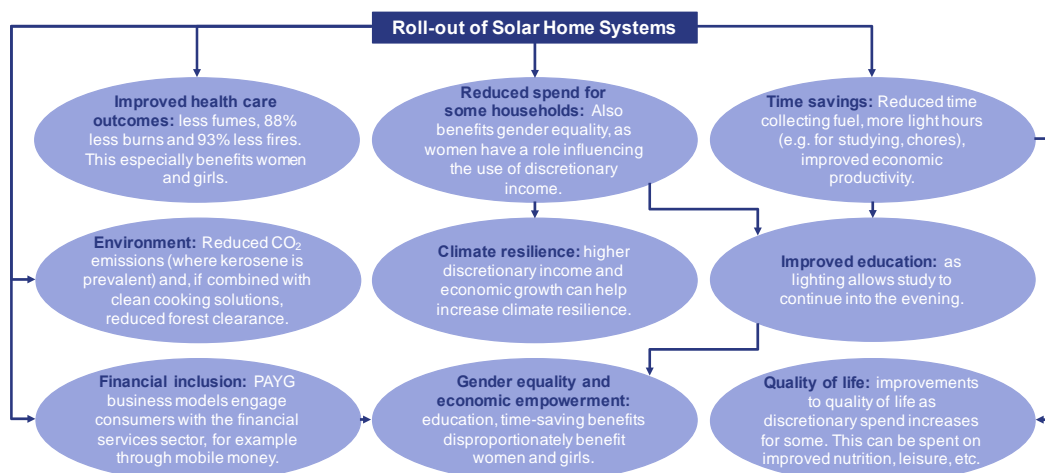 Roll-out of Solar Home Systems
Improved health care
outcomes: less fumes, 88%
less burns and 93% less fires.
This especially benefits women
and girls.
Reduced spend for
some households: Also
benefits gender equality, as
women have a role influencing
the use of discretionary
income.
Time savings: Reduced time
collecting fuel, more light hours
(e.g. for studying, chores),
improved economic
productivity.
Environment: Reduced CO₂
emissions (where kerosene is
prevalent) and, if combined with
clean cooking solutions,
reduced forest clearance.
Climate resilience: higher
discretionary income and
economic growth can help
increase climate resilience.
Improved education: as
lighting allows study to
continue into the evening.
Financial inclusion: PAYG
business models engage
consumers with the financial
services sector, for example
through mobile money.
Gender equality and
economic empowerment:
education, time-saving benefits
disproportionately benefit
women and girls.
Quality of life: improvements
to quality of life as
discretionary spend increases
for some. This can be spent on
improved nutrition, leisure, etc.